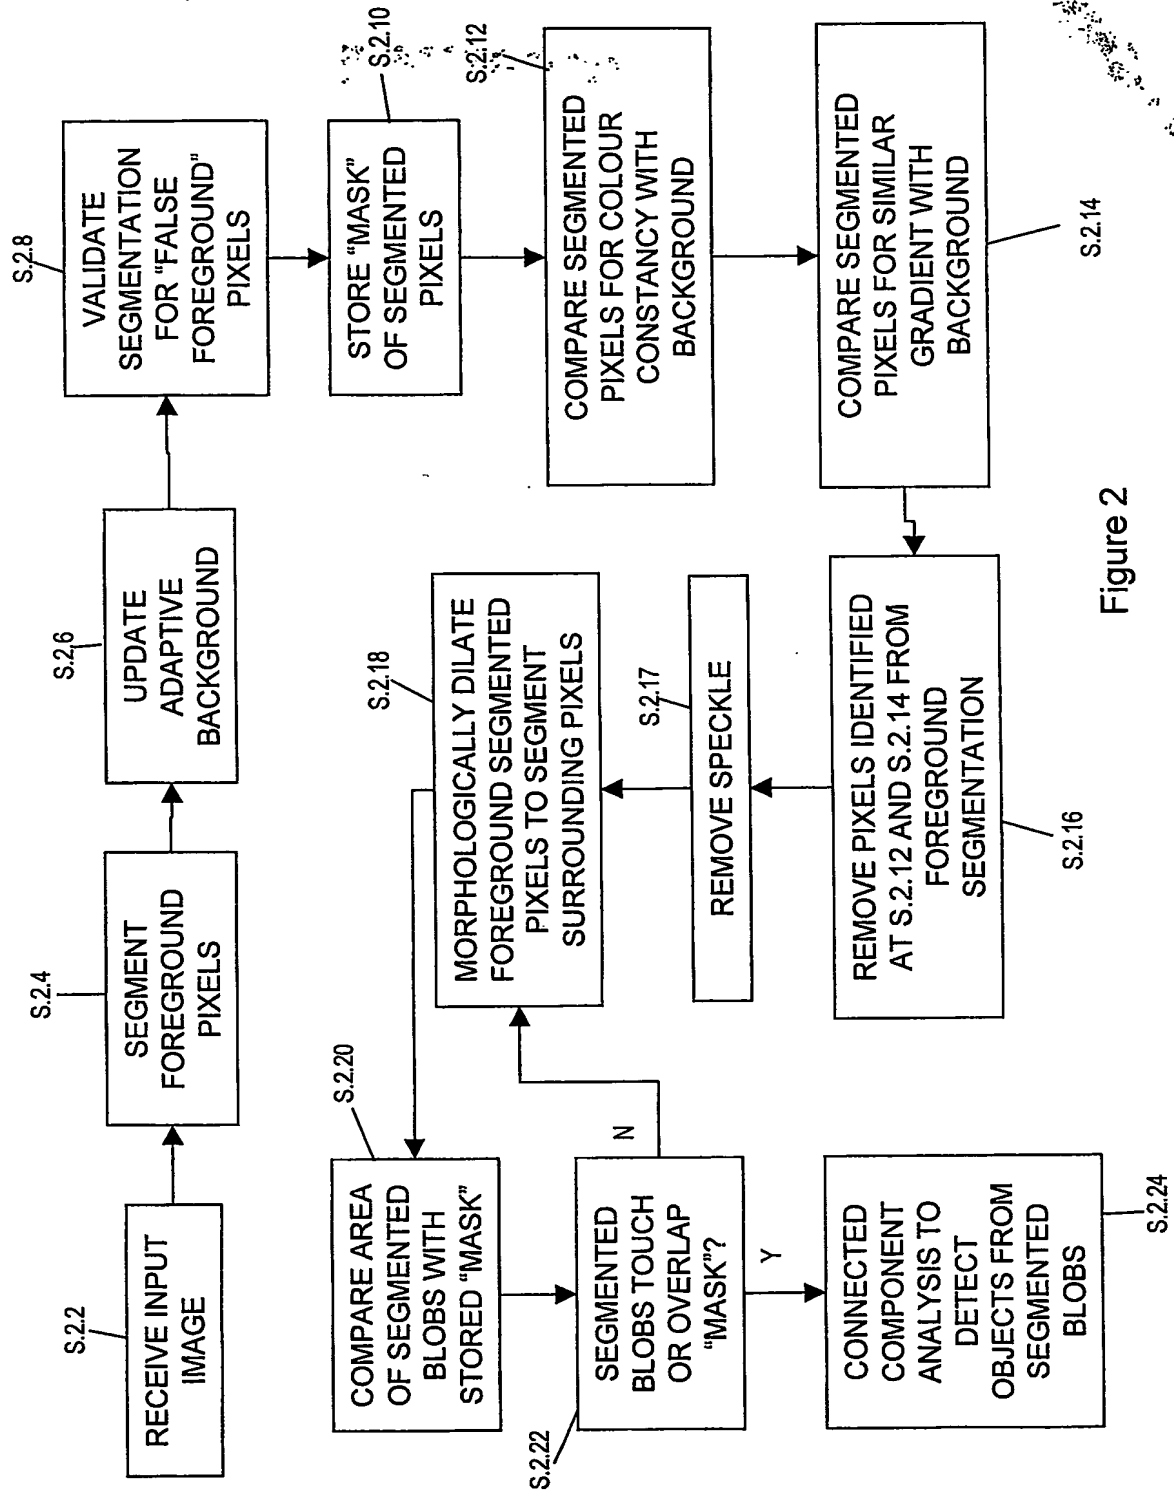 S.2.2
RECEIVE INPUT
IMAGE
S.2.4
SEGMENT
FOREGROUND
PIXELS
S.2.6
UPDATE
ADAPTIVE
BACKGROUND
S.2.8
VALIDATE
SEGMENTATION
FOR "FALSE
FOREGROUND"
PIXELS
S.2.10
STORE "MASK"
OF SEGMENTED
PIXELS
S.2.12
COMPARE SEGMENTED
PIXELS FOR COLOUR
CONSTANCY WITH
BACKGROUND
S.2.14
COMPARE SEGMENTED
PIXELS FOR SIMILAR
GRADIENT WITH
BACKGROUND
S.2.16
REMOVE PIXELS IDENTIFIED
AT S.2.12 AND S.2.14 FROM
FOREGROUND
SEGMENTATION
S.2.17
REMOVE SPECKLE
S.2.18
MORPHOLOGICALLY DILATE
FOREGROUND SEGMENTED
PIXELS TO SEGMENT
SURROUNDING PIXELS
S.2.20
COMPARE AREA
OF SEGMENTED
BLOBS WITH
STORED "MASK"
S.2.22
SEGMENTED
BLOBS TOUCH
OR OVERLAP
"MASK"?
N
Y
S.2.24
CONNECTED
COMPONENT
ANALYSIS TO
DETECT
OBJECTS FROM
SEGMENTED
BLOBS
Figure 2